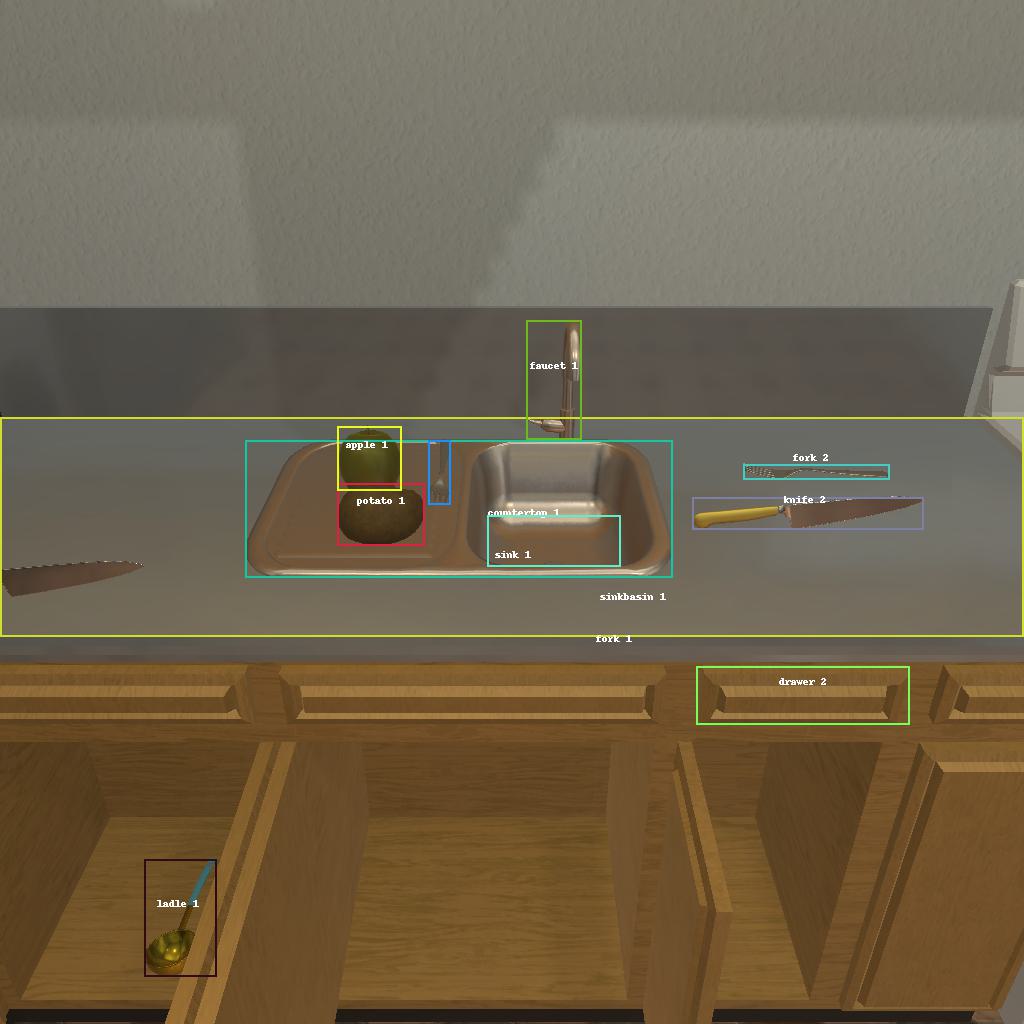 faucet 1
apple 1
fork 2
potato 1
knife 2
countertop 1
sink 1
sinkbasin 1
fork 1
drawer 2
ladle 1